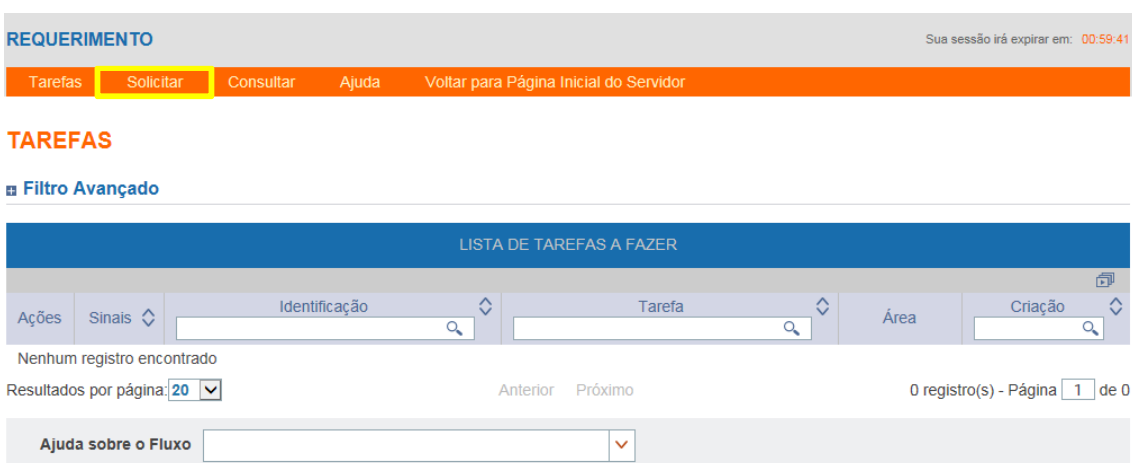 REQUERIMENTO Sua sessão irá expirar em: 00:59:41
Tarefas Solicitar Consultar Ajuda Voltar para Página Inicial do Servidor
TAREFAS
Filtro Avançado
LISTA DE TAREFAS A FAZER
Ações Sinais Identificação Tarefa Área Criação
Nenhum registro encontrado
Resultados por página: 20 Anterior Próximo 0 registro(s) - Página 1 de 0
Ajuda sobre o Fluxo